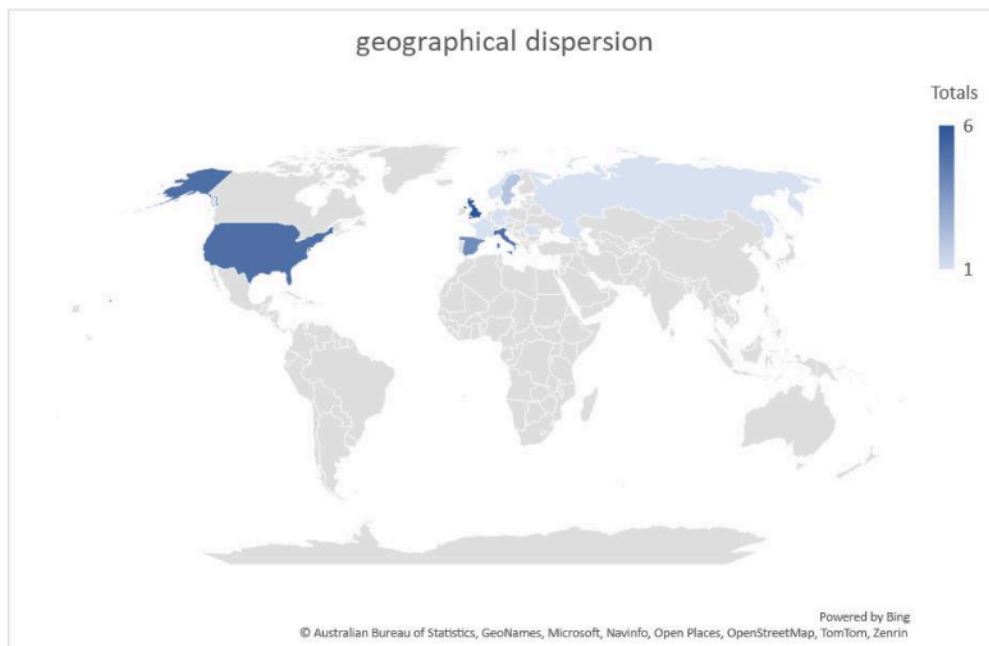 geographical dispersion
Totals
6
1
Powered by Bing
© Australian Bureau of Statistics, GeoNames, Microsoft, Navinfo, Open Places, OpenStreetMap, TomTom, Zenrin